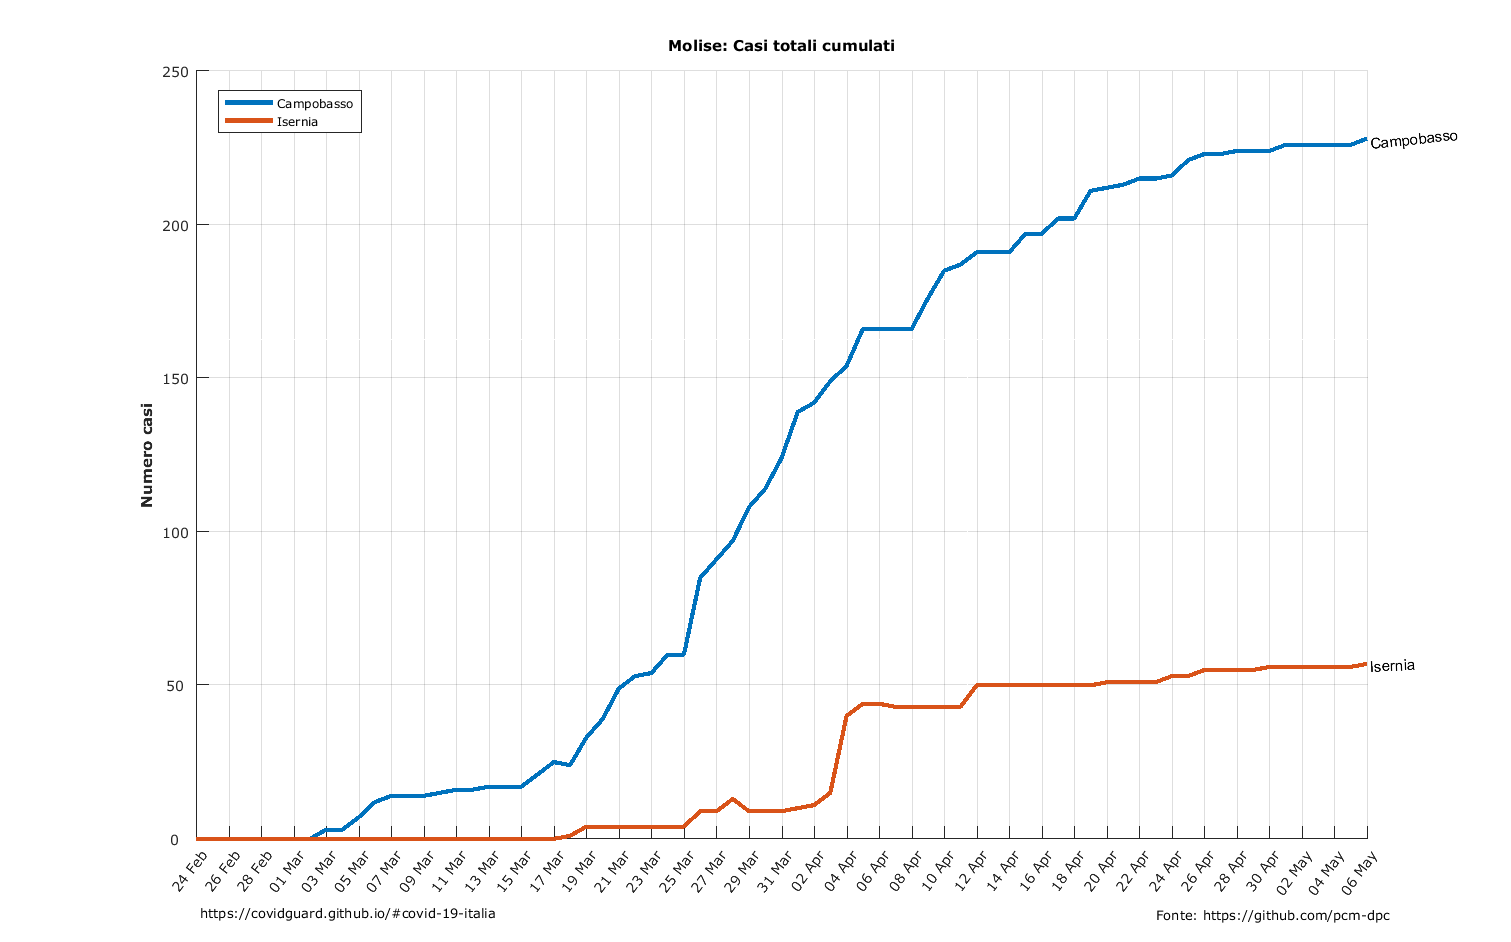 Molise: Casi totali cumulati
250
200
150
100
50
0
Numero casi
Campobasso
Isernia
Campobasso
Isernia
24 Feb
26 Feb
28 Feb
01 Mar
03 Mar
05 Mar
07 Mar
09 Mar
11 Mar
13 Mar
15 Mar
17 Mar
19 Mar
21 Mar
23 Mar
25 Mar
27 Mar
29 Mar
31 Mar
02 Apr
04 Apr
06 Apr
08 Apr
10 Apr
12 Apr
14 Apr
16 Apr
18 Apr
20 Apr
22 Apr
24 Apr
26 Apr
28 Apr
30 Apr
02 May
04 May
06 May
https://covidguard.github.io/#covid-19-italia
Fonte: https://github.com/pcm-dpc